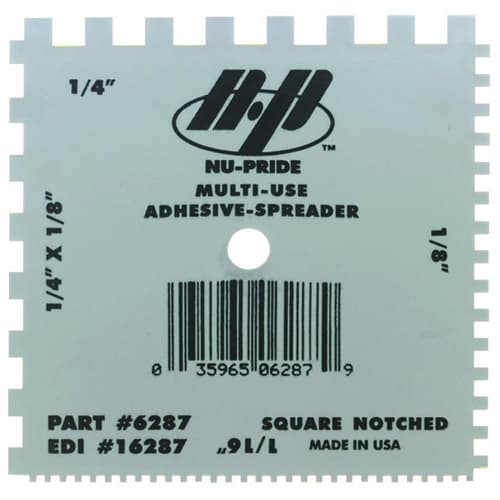 1/4"
N·P
™
NU-PRIDE
MULTI-USE
ADHESIVE-SPREADER
1/4" X 1/8"
1/8"
0 35965 06287 9
PART #6287
SQUARE NOTCHED
EDI #16287
1/16"
MADE IN USA